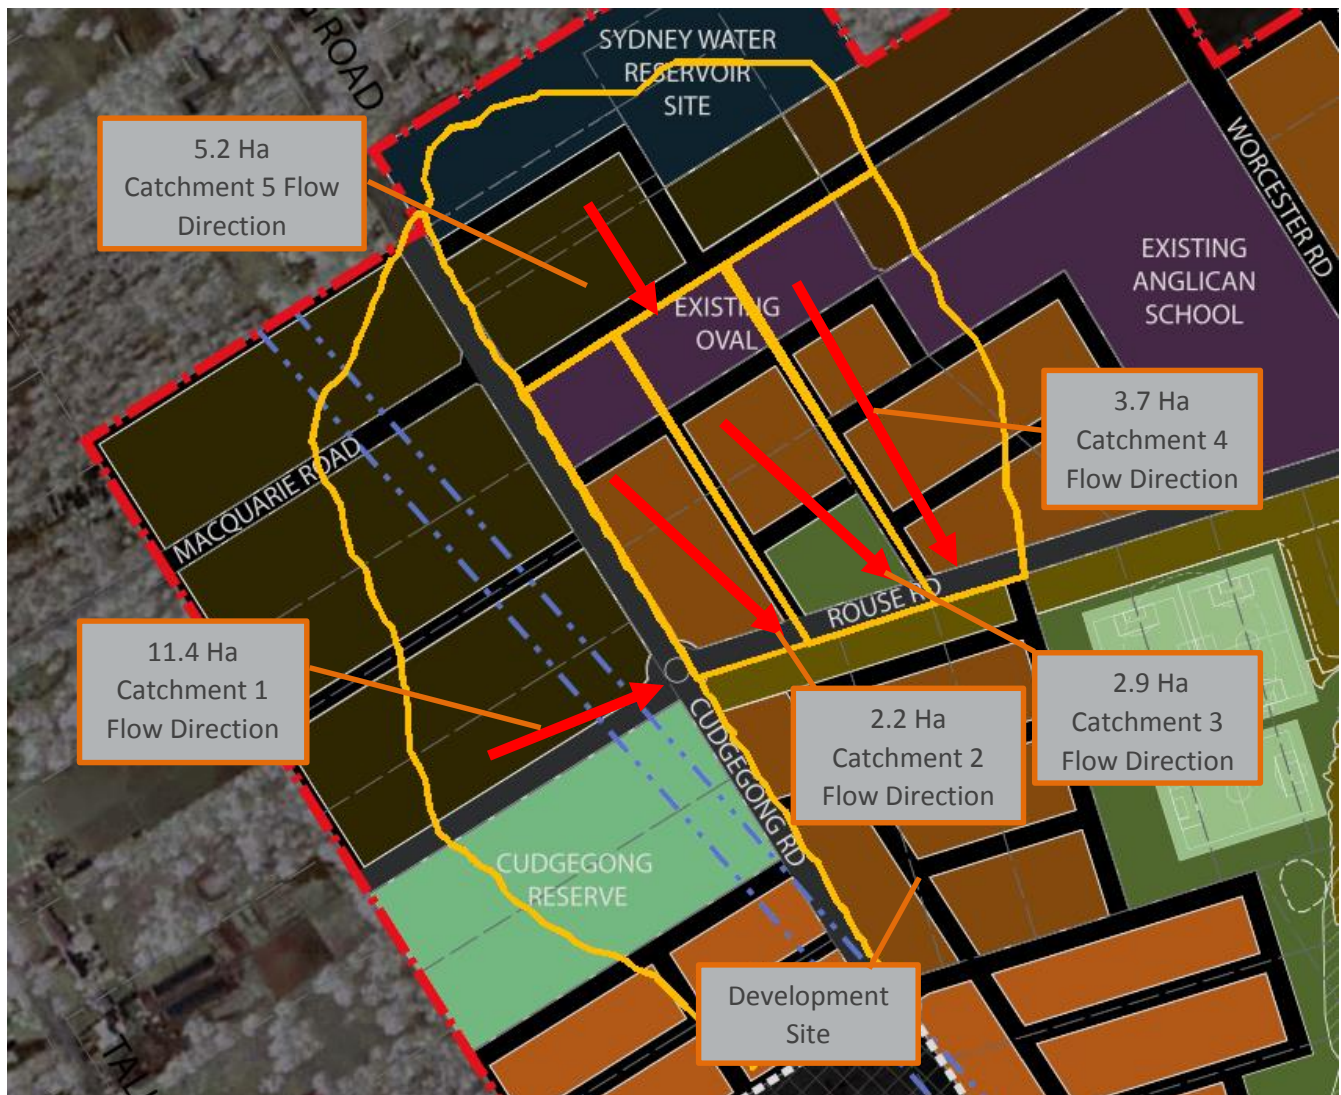 SYDNEY WATER
RESERVOIR
SITE
ROAD
5.2 Ha
Catchment 5 Flow
Direction
WORCESTER RD
EXISTING
ANGLICAN
SCHOOL
EXISTING
OVAL
3.7 Ha
Catchment 4
Flow Direction
MACQUARIE ROAD
ROUSE RD
11.4 Ha
Catchment 1
Flow Direction
2.9 Ha
Catchment 3
Flow Direction
2.2 Ha
Catchment 2
Flow Direction
CUDGEGONG RD
CUDGEGONG
RESERVE
Development
Site